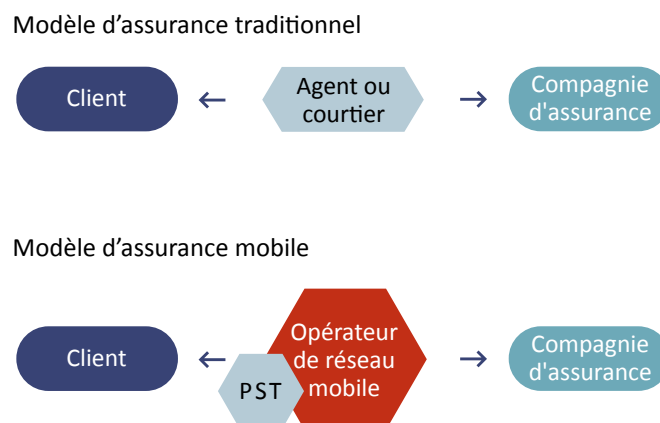 Modèle d'assurance traditionnel
Client
←
Agent ou
courtier
→
Compagnie
d'assurance
Modèle d'assurance mobile
Client
←
Opérateur
de réseau
mobile
PST
→
Compagnie
d'assurance